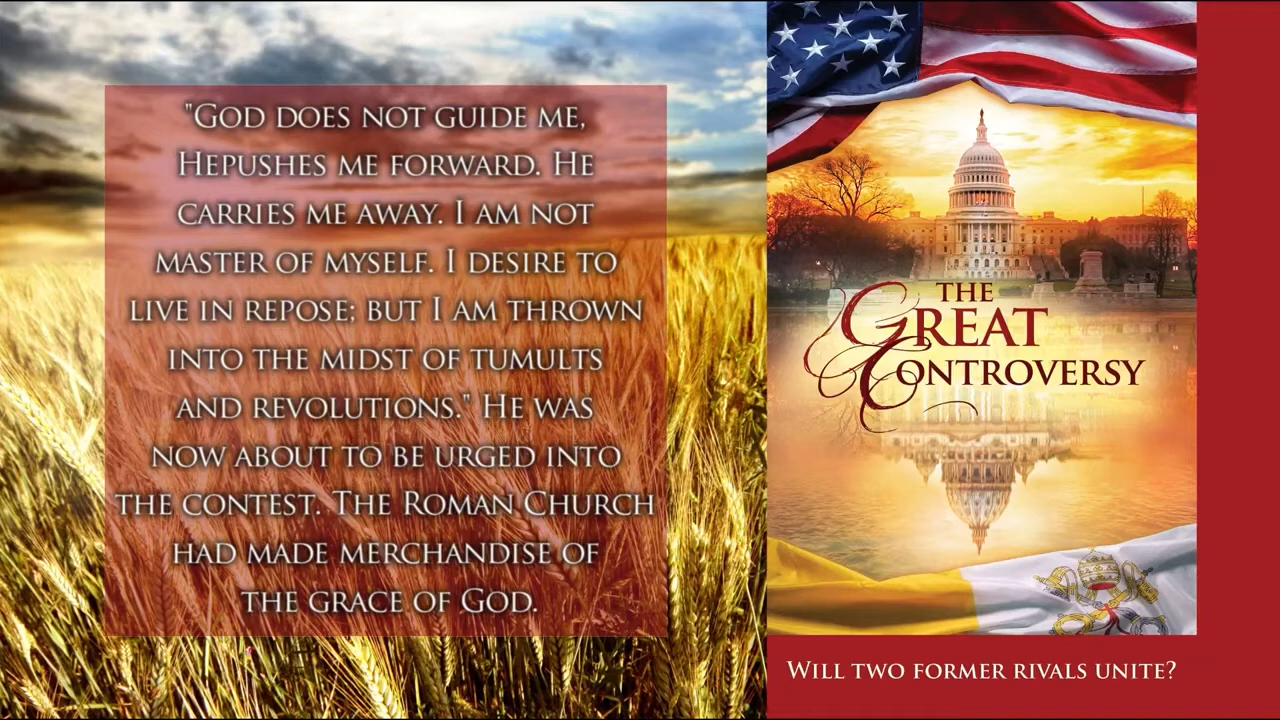 "God does not guide me,
Hepushes me forward. He
carries me away. I am not
master of myself. I desire to
live in repose; but I am thrown
into the midst of tumults
and revolutions." He was
now about to be urged into
the contest. The Roman Church
had made merchandise of
the grace of God.
The
Great
Controversy
Will two former rivals unite?